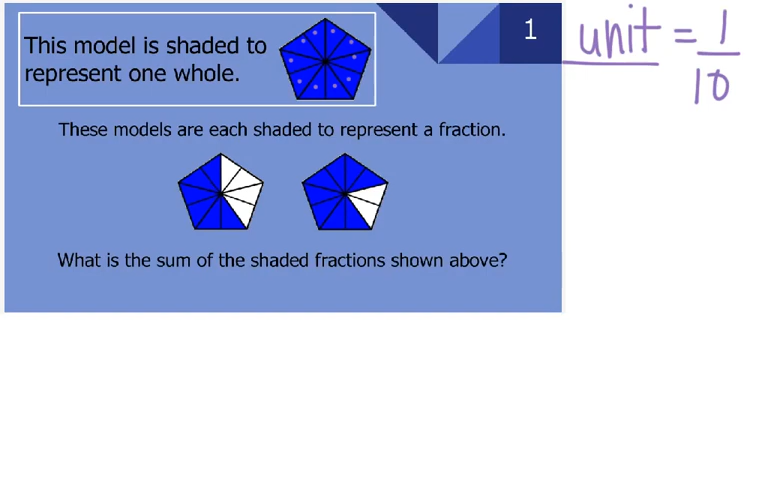 This model is shaded to
represent one whole.
1
unit = 1/10
These models are each shaded to represent a fraction.
What is the sum of the shaded fractions shown above?